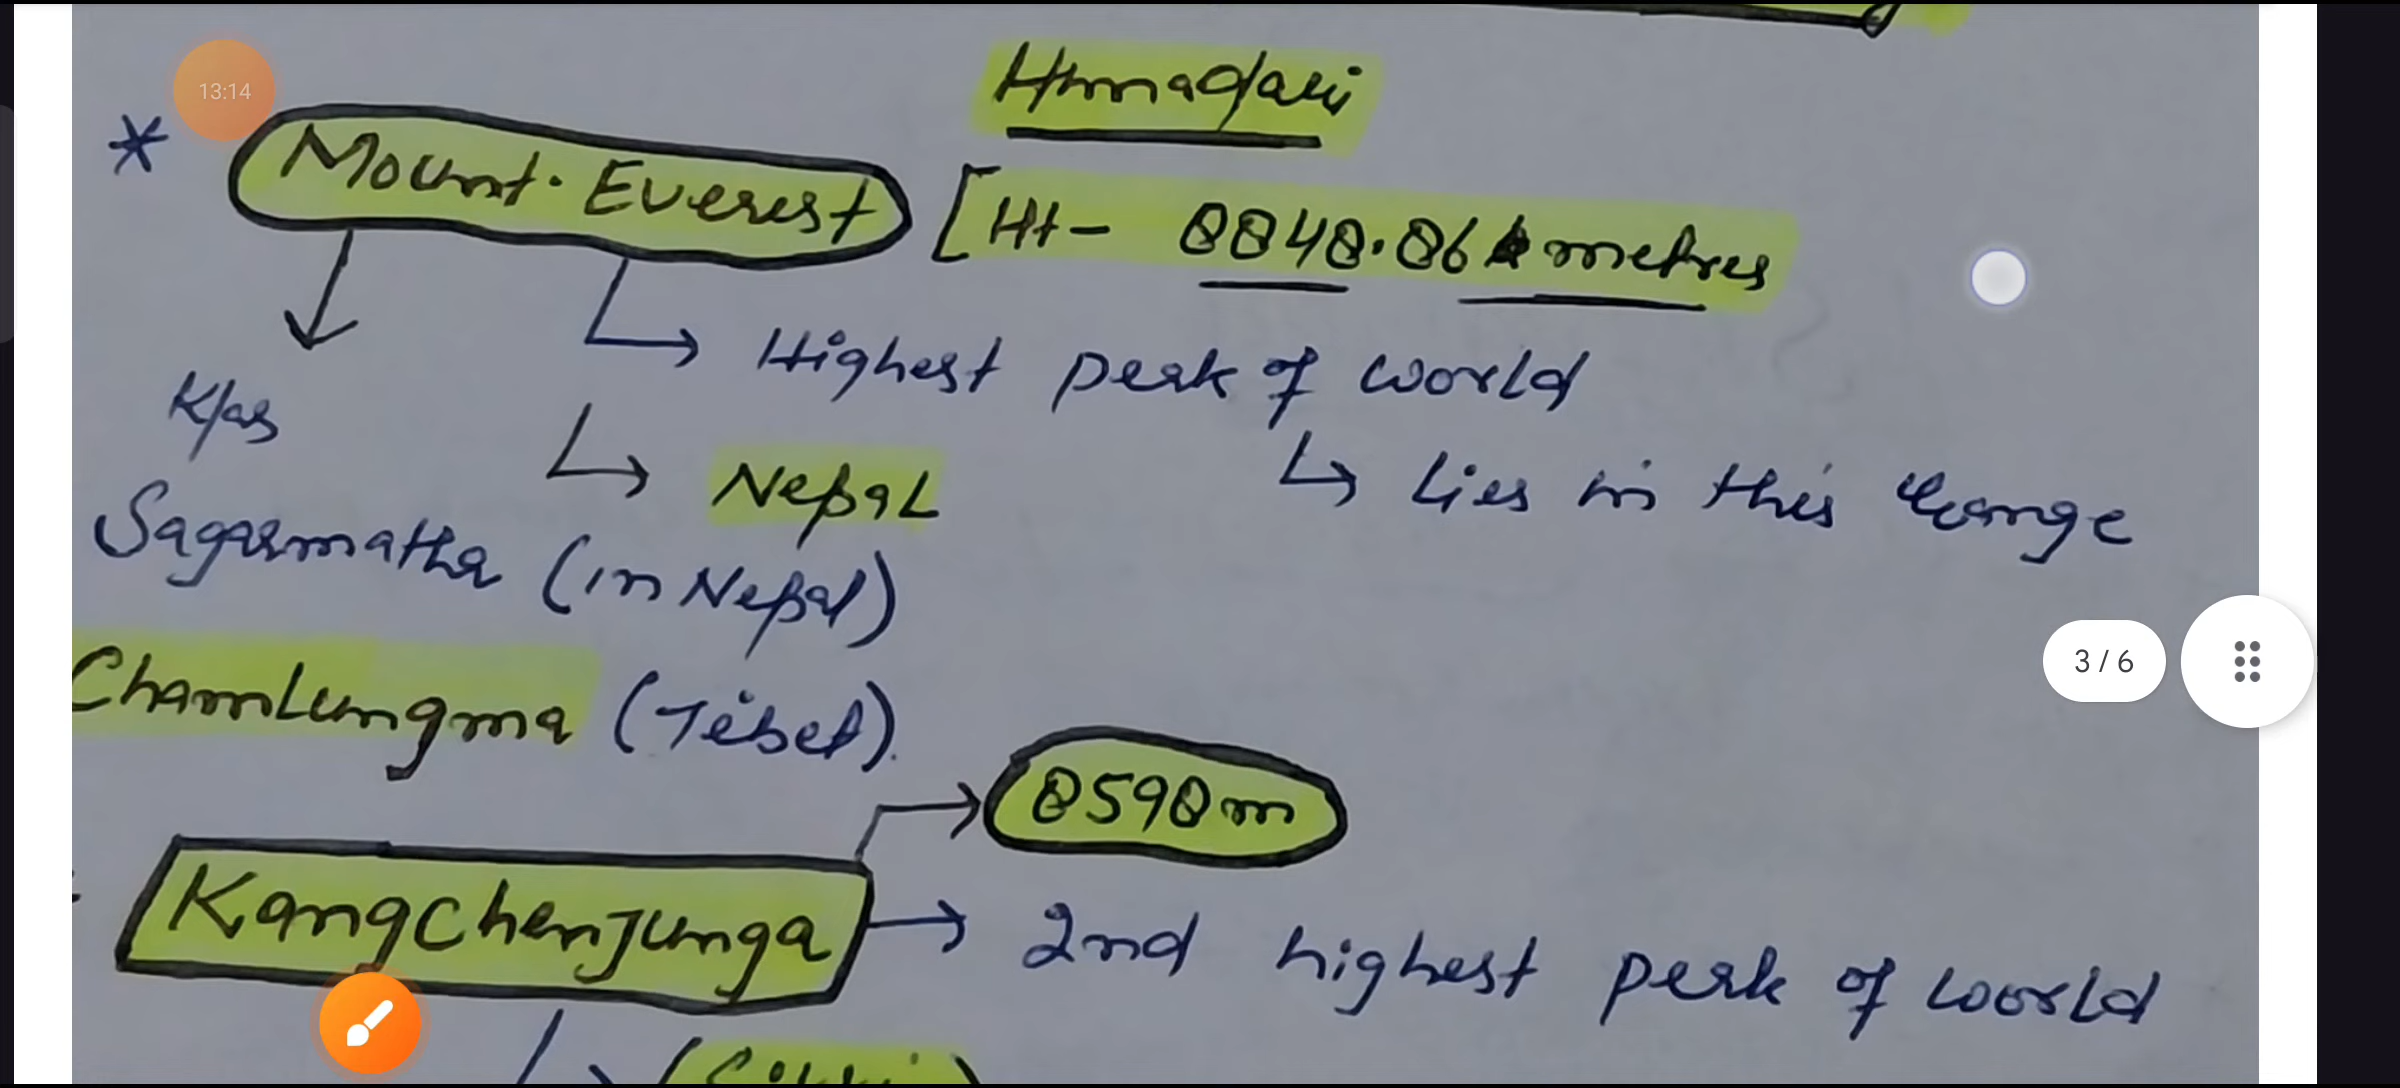 Himadari
13:14
* Mount. Everest [Ht- 8848.86 metres
Highest peak of world
K/as
Nepal
Lies in this range
Sagarmatha (in Nepal)
Chamlungma (Tibet).
8598m
3 / 6
Kangchenjunga
2nd highest peak of world